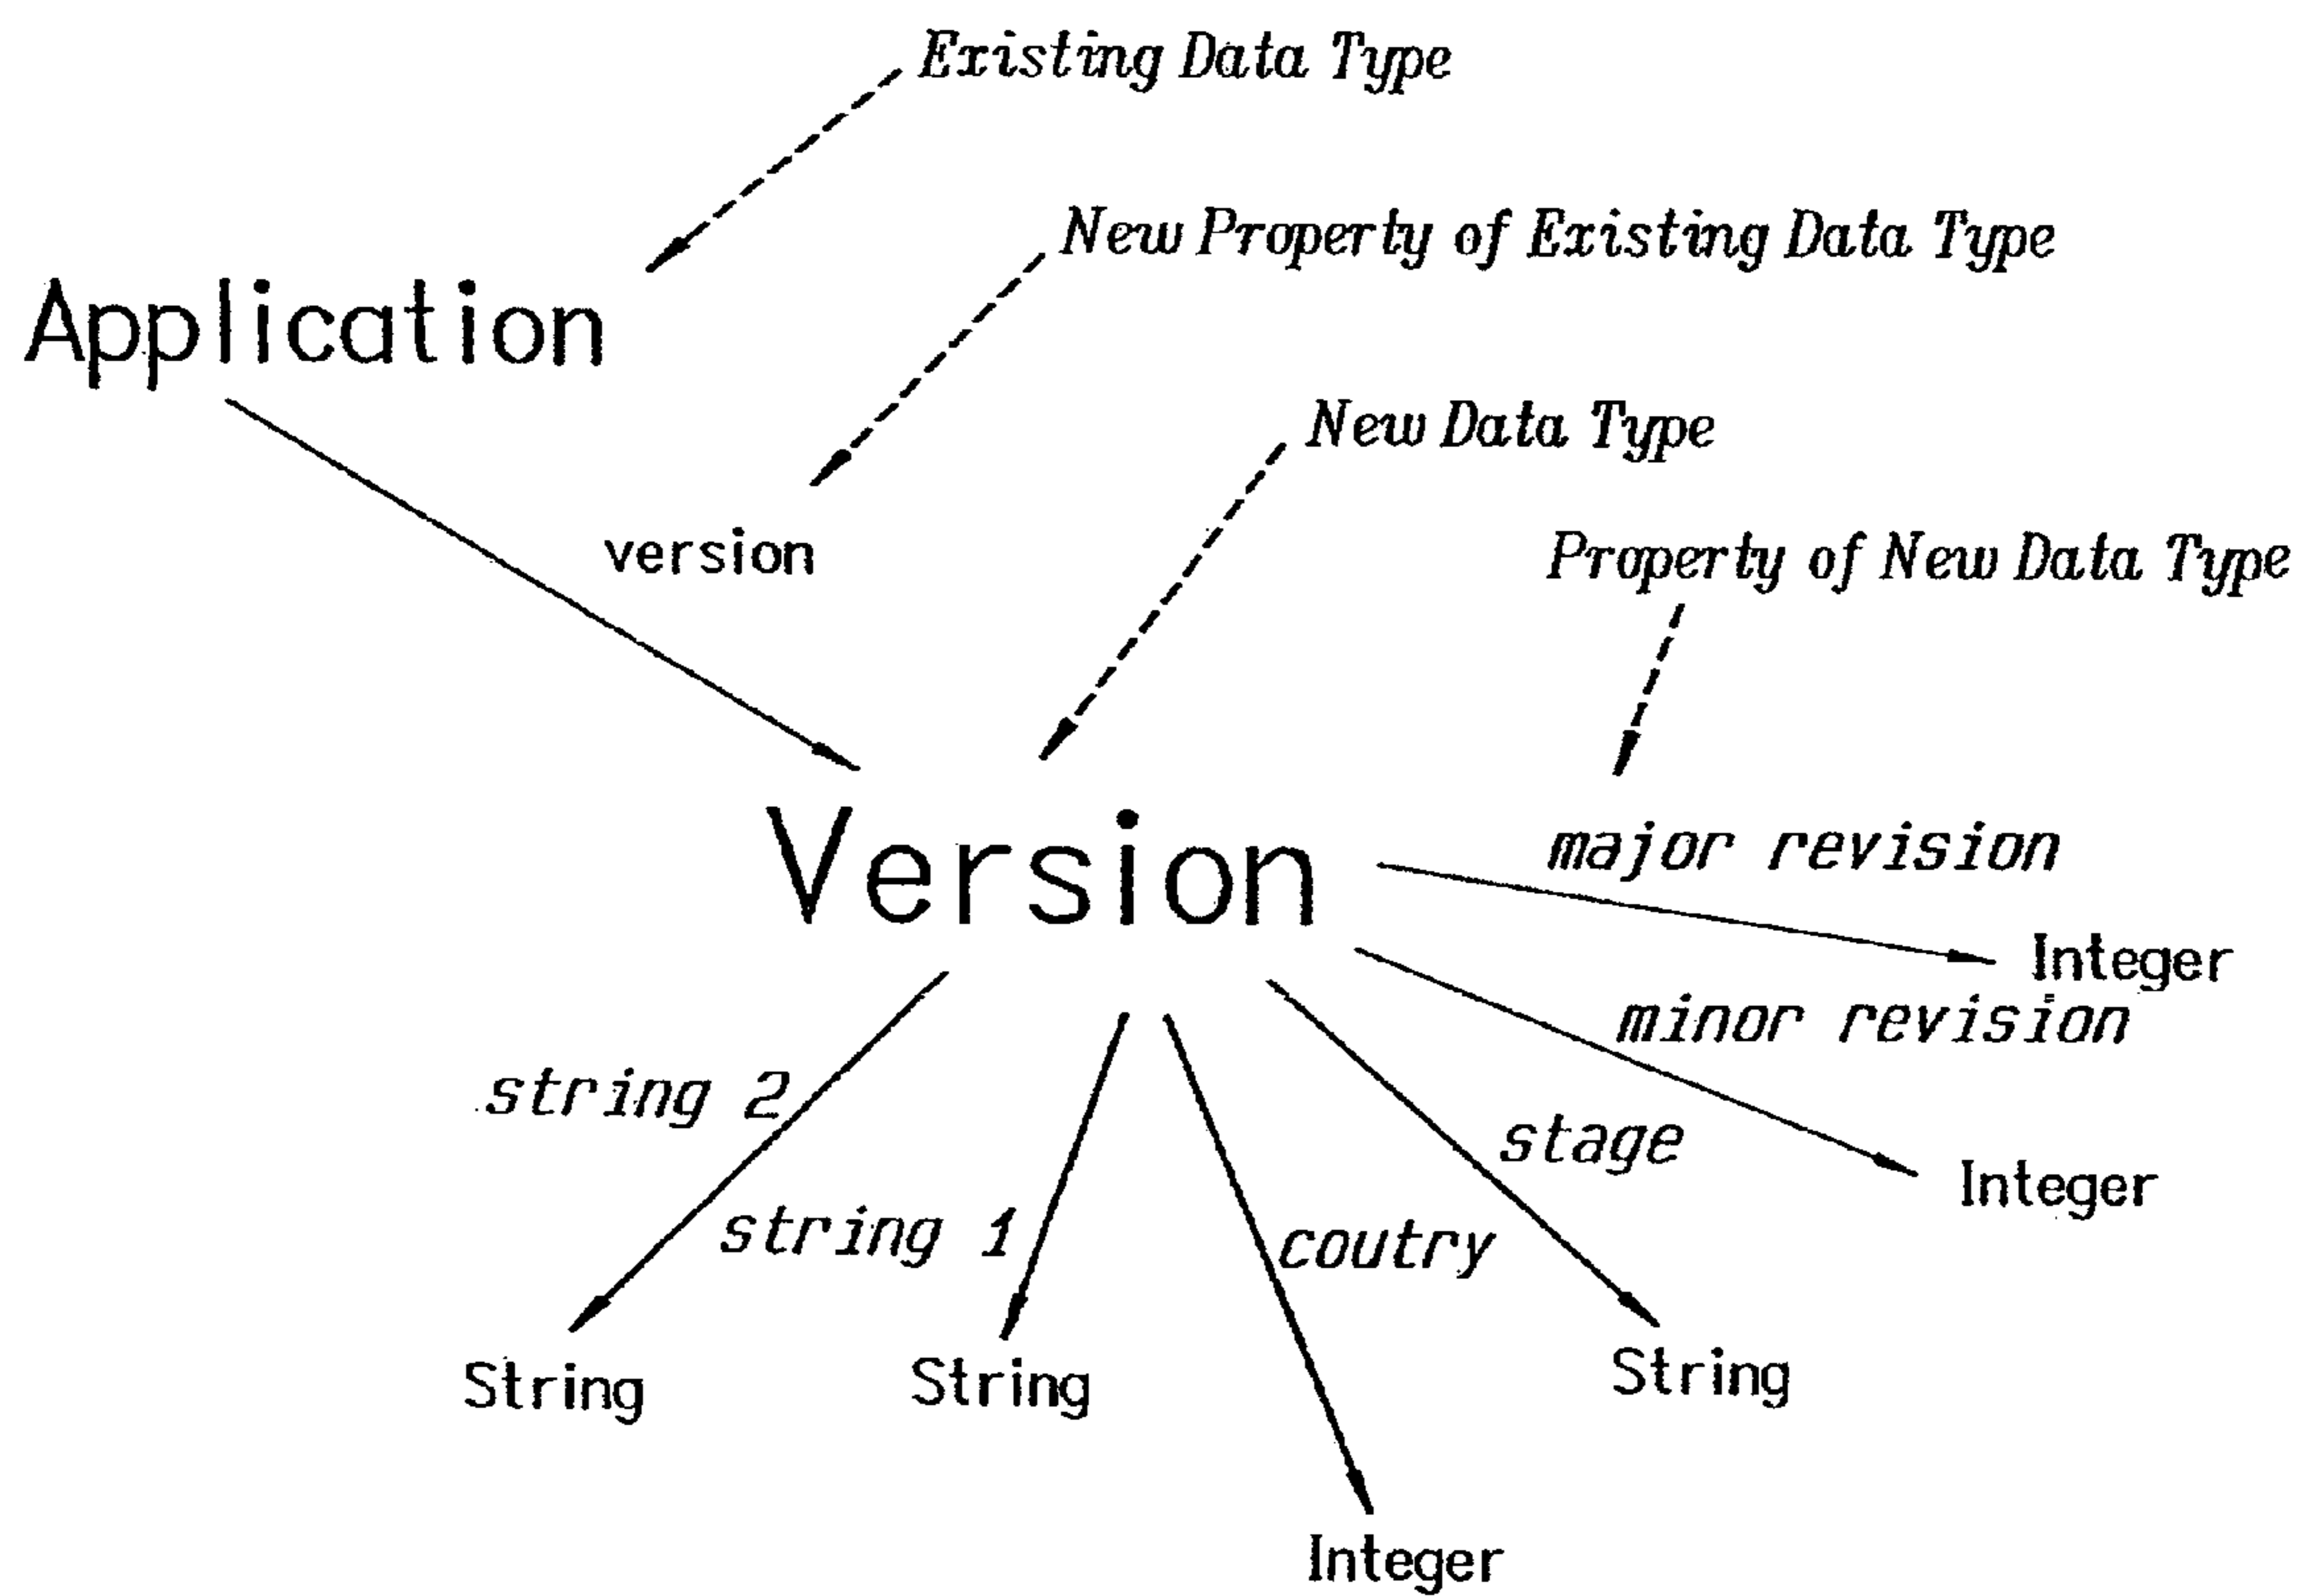 Existing Data Type
New Property of Existing Data Type
Application
New Data Type
version
Property of New Data Type
Version
major revision
Integer
minor revision
string 2
stage
Integer
string 1
coutry
String
String
String
Integer